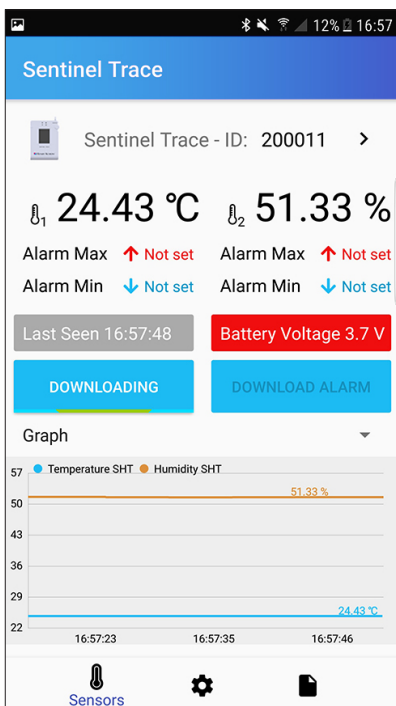 12% 16:57
Sentinel Trace
Sentinel Trace - ID: 200011
1 24.43 ℃ 2 51.33 %
Alarm Max Not set Alarm Max Not set
Alarm Min Not set Alarm Min Not set
Last Seen 16:57:48 Battery Voltage 3.7 V
DOWNLOADING DOWNLOAD ALARM
Graph
57 Temperature SHT Humidity SHT
51.33 %
50
43
36
29
24.43 ℃
22
16:57:23 16:57:35 16:57:46
Sensors